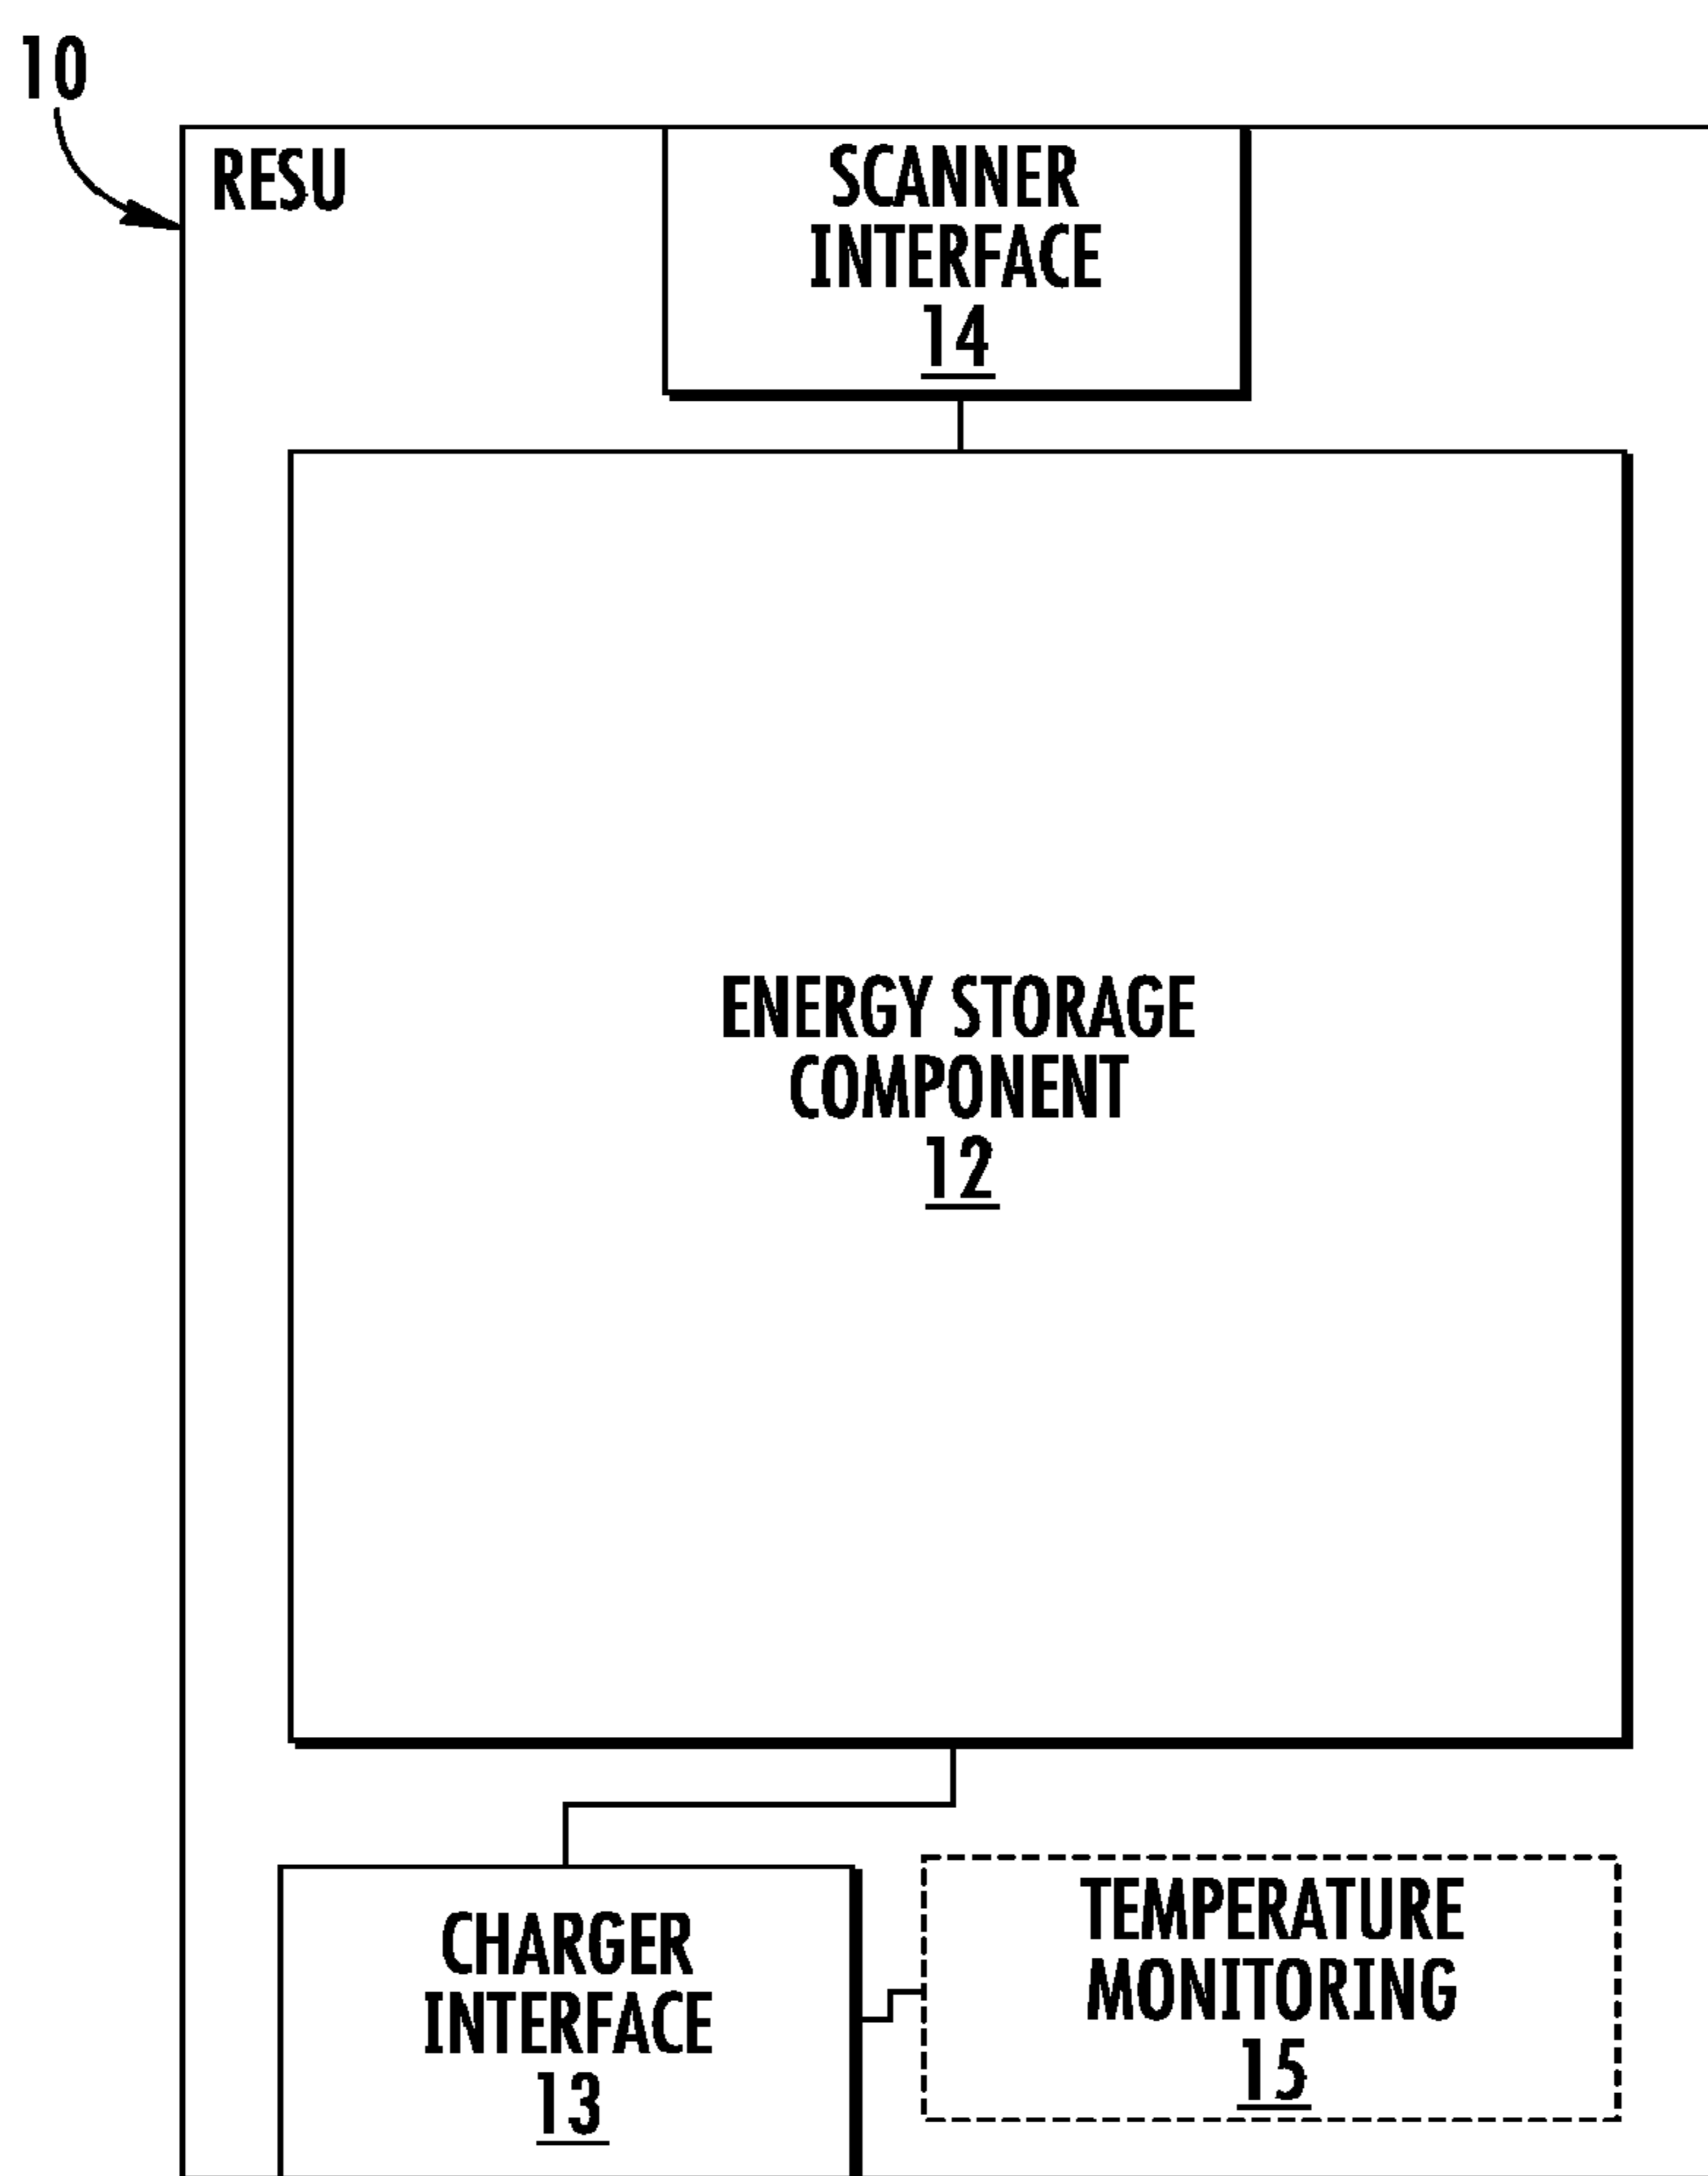 10
RESU
SCANNER
INTERFACE
14
ENERGY STORAGE
COMPONENT
12
CHARGER
INTERFACE
13
TEMPERATURE
MONITORING
15